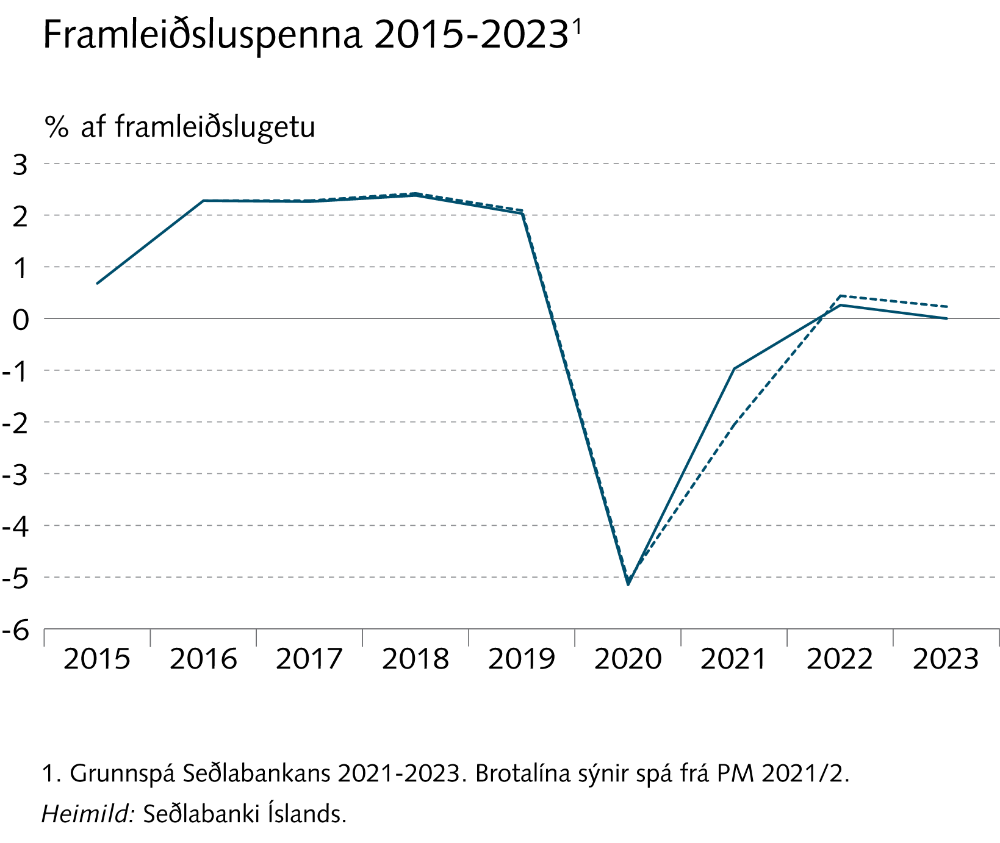 Framleiðsluspenna 2015-2023¹
% af framleiðslugetu
3
2
1
0
-1
-2
-3
-4
-5
-6
2015 2016 2017 2018 2019 2020 2021 2022 2023
1. Grunnspá Seðlabankans 2021-2023. Brotalína sýnir spá frá PM 2021/2.
Heimild: Seðlabanki Íslands.